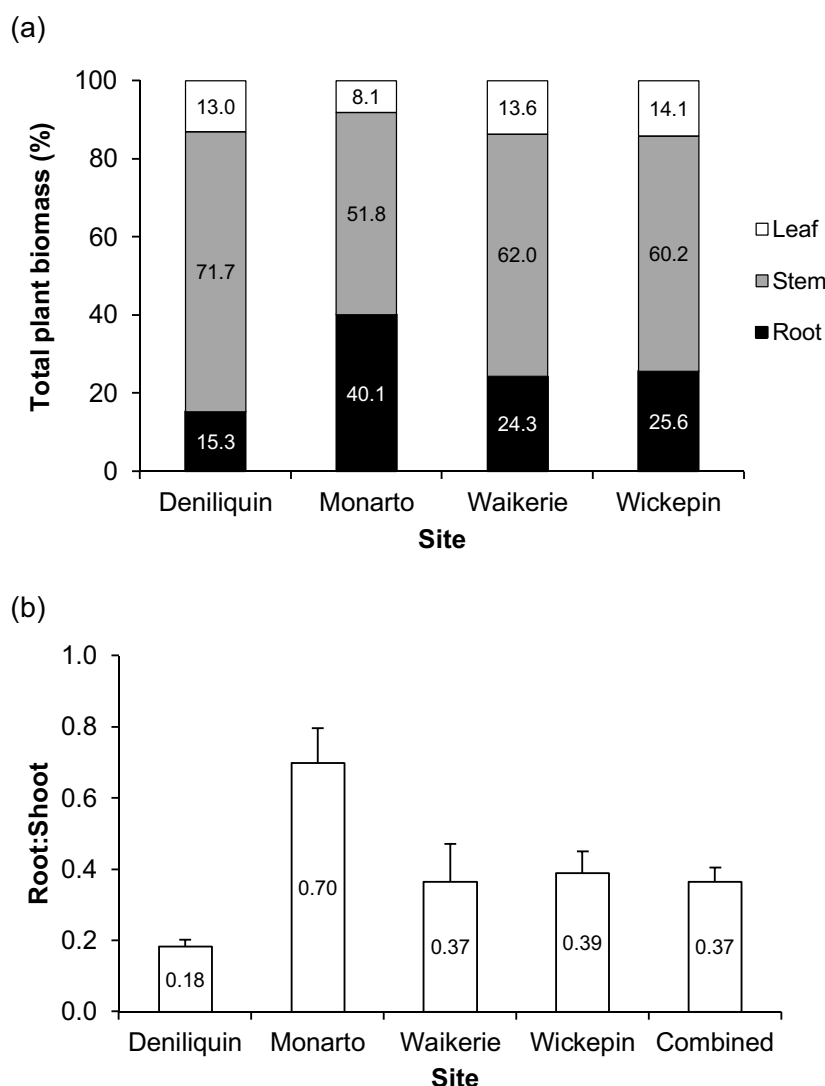 (a)
100
80
60
40
20
0
Total plant biomass (%)
13.0
8.1
13.6
14.1
71.7
51.8
62.0
60.2
15.3
40.1
24.3
25.6
Leaf
Stem
Root
Deniliquin Monarto Waikerie Wickepin
Site
(b)
1.0
0.8
0.6
0.4
0.2
0.0
Root:Shoot
0.18
0.70
0.37
0.39
0.37
Deniliquin Monarto Waikerie Wickepin Combined
Site